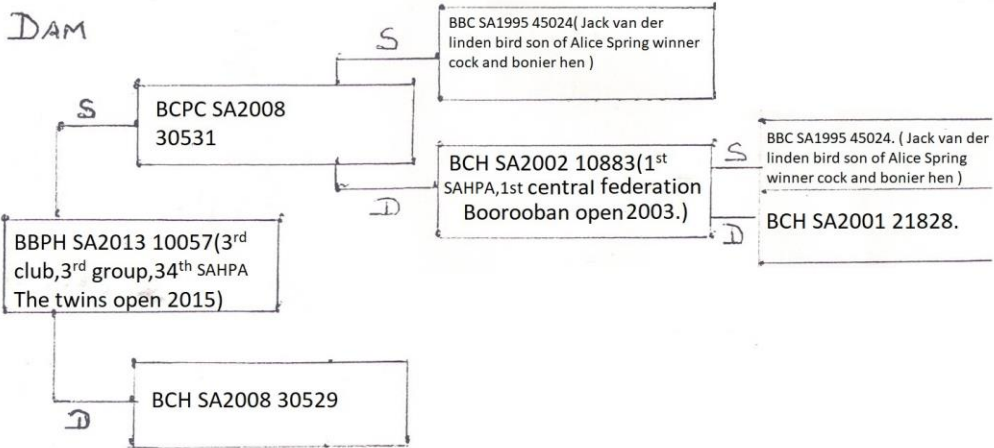 DAM
S
BBC SA1995 45024( Jack van der
linden bird son of Alice Spring winner
cock and bonier hen )
S
BCPC SA2008
30531
D
BCH SA2002 10883(1st
SAHPA,1st central federation
Boorooban open 2003.)
S
BBC SA1995 45024. ( Jack van der
linden bird son of Alice Spring
winner cock and bonier hen )
D
BCH SA2001 21828.
BBPH SA2013 10057(3rd
club,3rd group,34th SAHPA
The twins open 2015)
D
BCH SA2008 30529